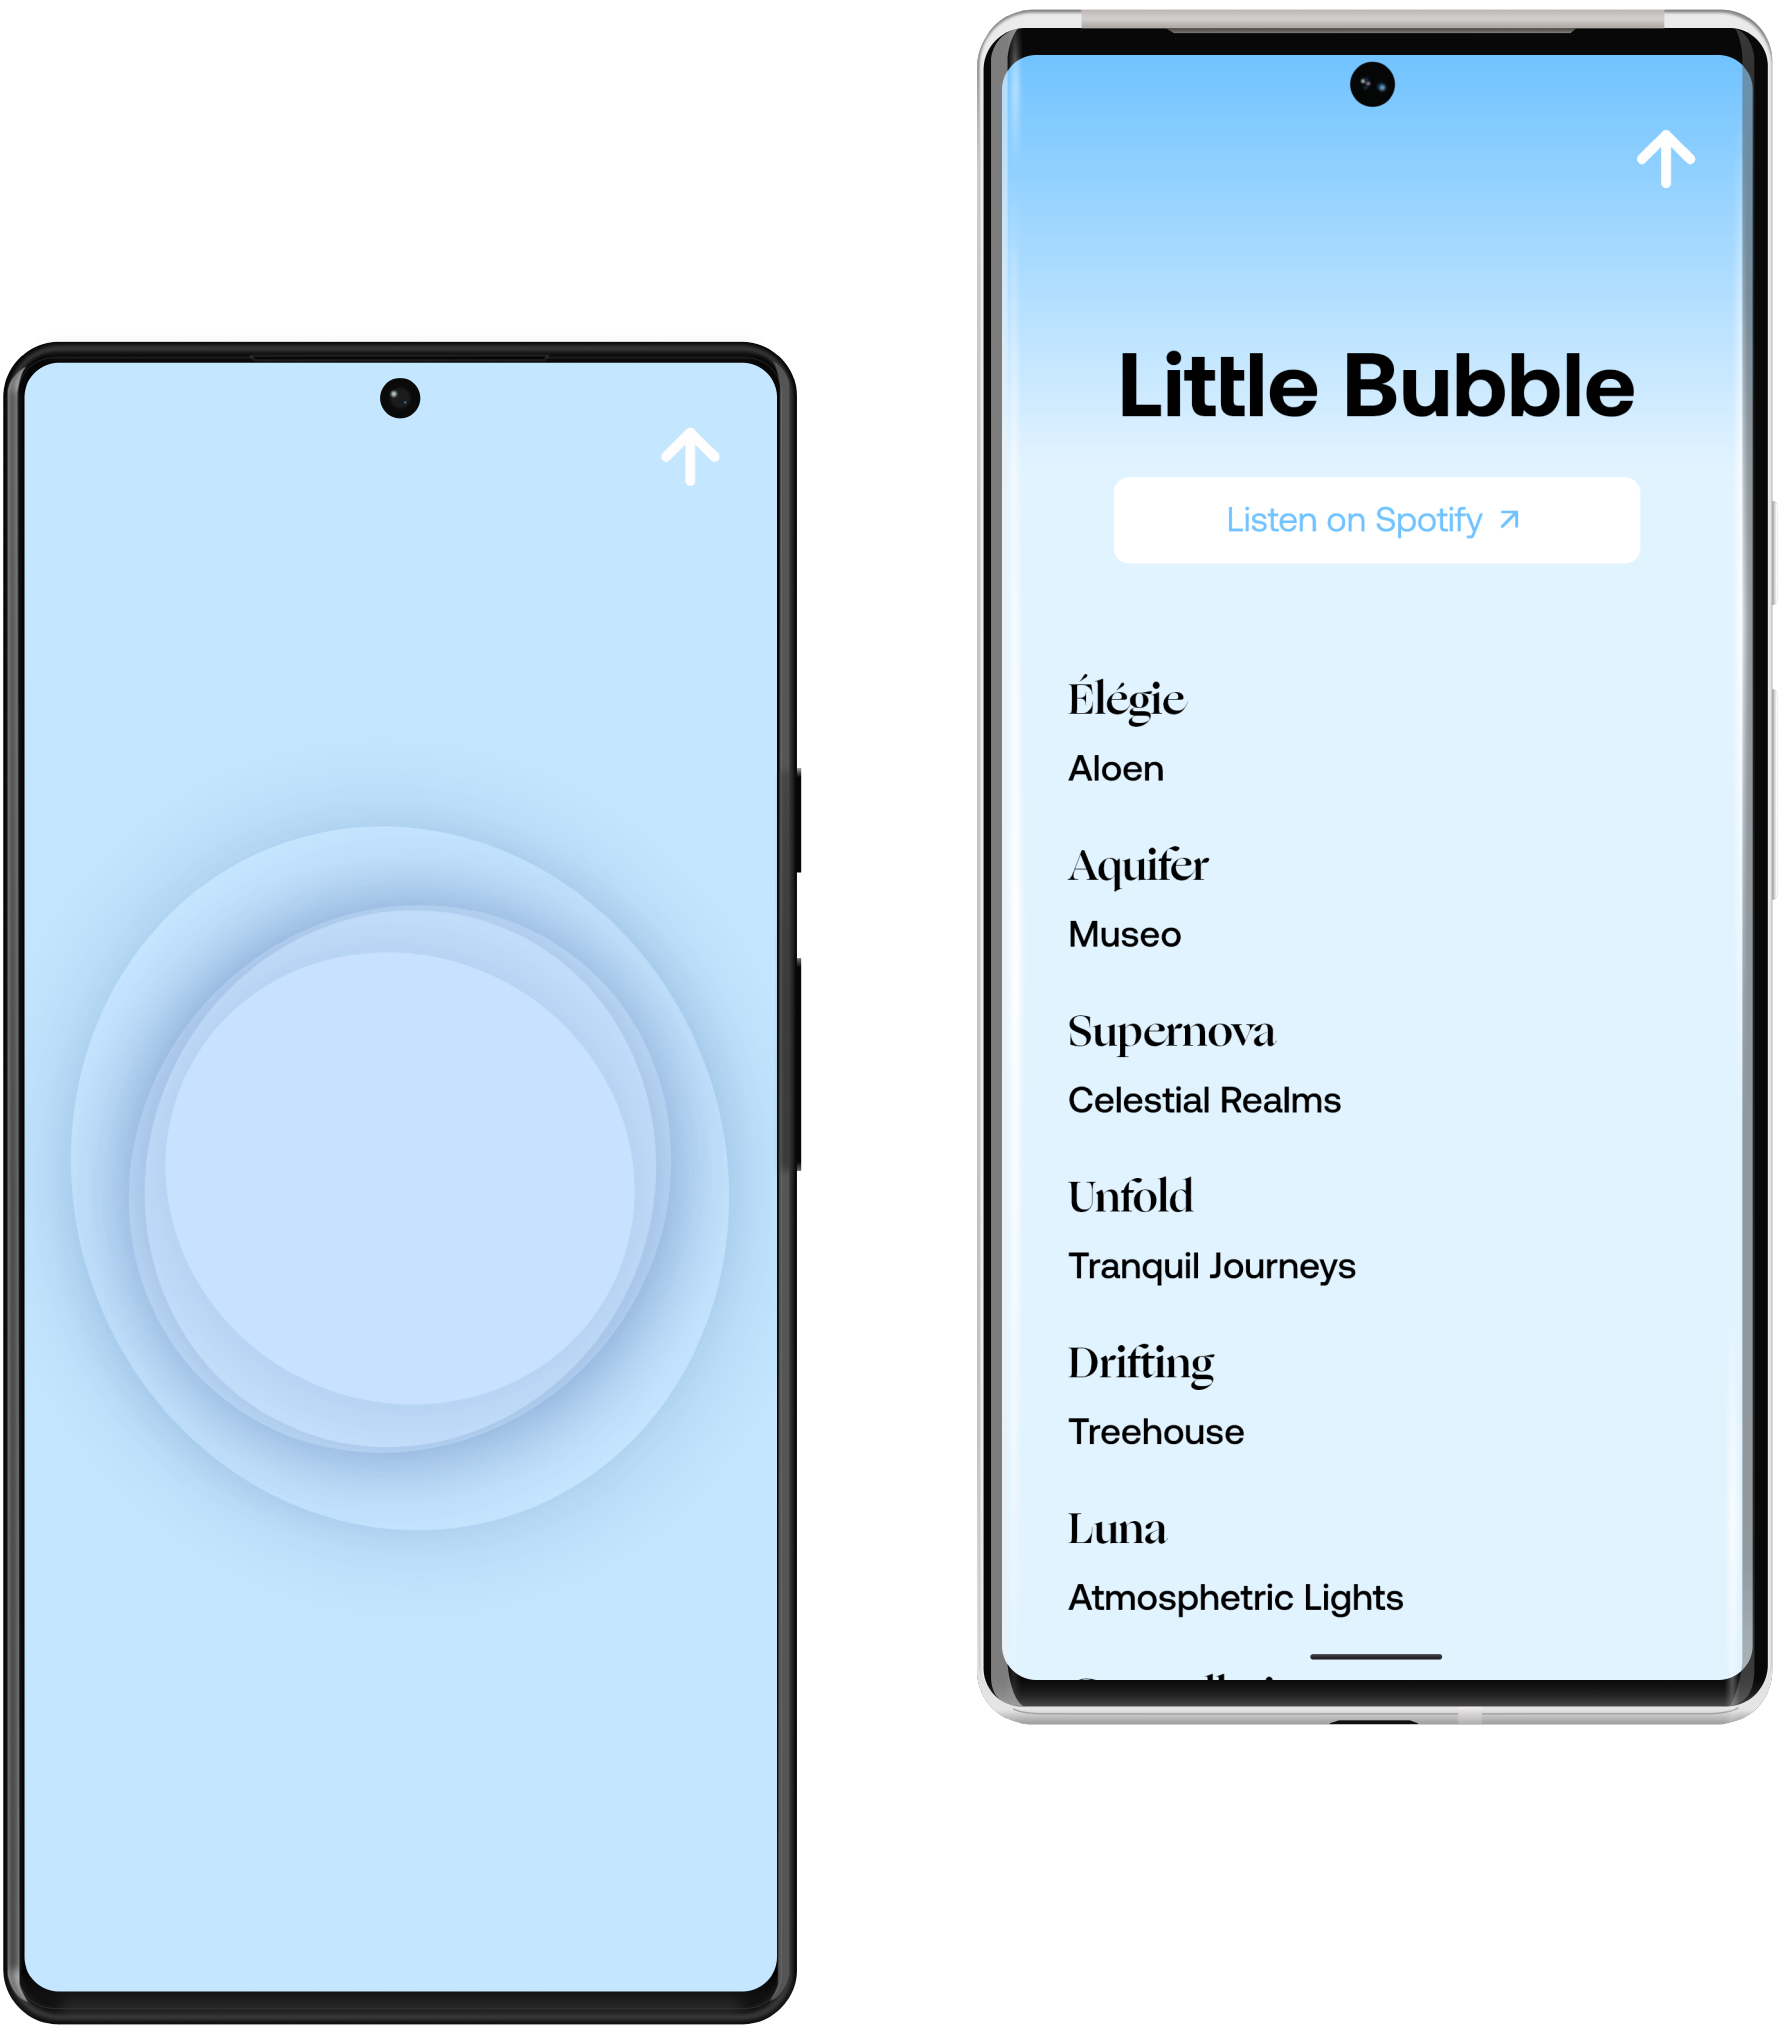 Little Bubble
Listen on Spotify
Élégie
Aloen
Aquifer
Museo
Supernova
Celestial Realms
Unfold
Tranquil Journeys
Drifting
Treehouse
Luna
Atmosphetric Lights